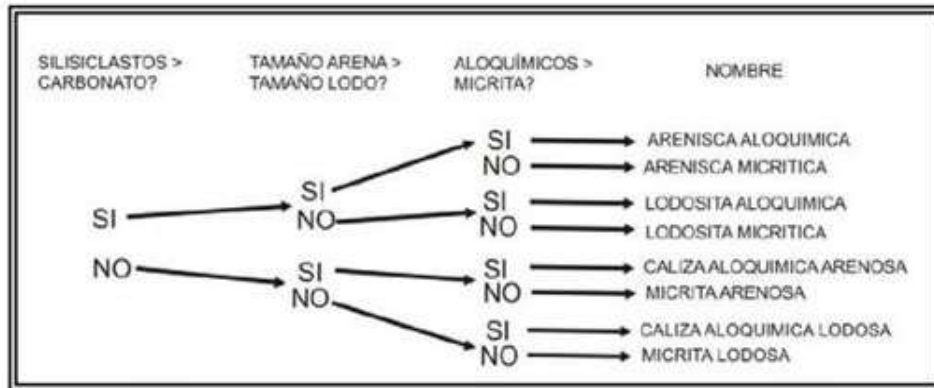 SILISICLASTOS > TAMAÑO ARENA > ALOQUÍMICOS > NOMBRE
CARBONATO? TAMAÑO LODO? MICRITA?
SI ARENISCA ALOQUIMICA
NO ARENISCA MICRITICA
SI
SI NO SI LODOSITA ALOQUIMICA
NO LODOSITA MICRITICA
NO SI SI CALIZA ALOQUIMICA ARENOSA
NO NO MICRITA ARENOSA
SI CALIZA ALOQUIMICA LODOSA
NO MICRITA LODOSA